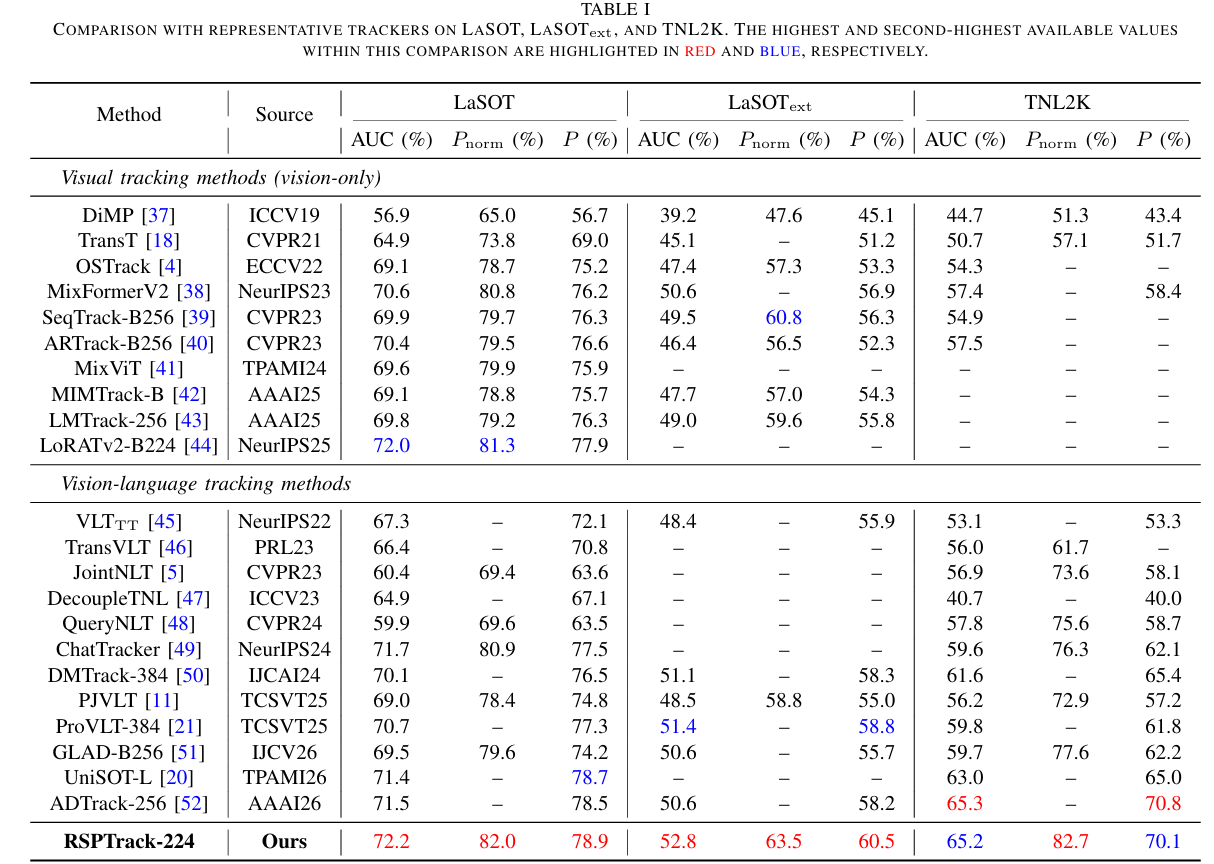 TABLE I
COMPARISON WITH REPRESENTATIVE TRACKERS ON LASOT, LASOText, AND TNL2K. THE HIGHEST AND SECOND-HIGHEST AVAILABLE VALUES
WITHIN THIS COMPARISON ARE HIGHLIGHTED IN RED AND BLUE, RESPECTIVELY.
Method Source LaSOT LaSOText TNL2K
AUC (%) Pnorm (%) P (%) AUC (%) Pnorm (%) P (%) AUC (%) Pnorm (%) P (%)
Visual tracking methods (vision-only)
DiMP [37] ICCV19 56.9 65.0 56.7 39.2 47.6 45.1 44.7 51.3 43.4
TransT [18] CVPR21 64.9 73.8 69.0 45.1 – 51.2 50.7 57.1 51.7
OSTrack [4] ECCV22 69.1 78.7 75.2 47.4 57.3 53.3 54.3 – –
MixFormerV2 [38] NeurIPS23 70.6 80.8 76.2 50.6 – 56.9 57.4 – 58.4
SeqTrack-B256 [39] CVPR23 69.9 79.7 76.3 49.5 60.8 56.3 54.9 – –
ARTrack-B256 [40] CVPR23 70.4 79.5 76.6 46.4 56.5 52.3 57.5 – –
MixViT [41] TPAMI24 69.6 79.9 75.9 – – – – – –
MIMTrack-B [42] AAAI25 69.1 78.8 75.7 47.7 57.0 54.3 – – –
LMTrack-256 [43] AAAI25 69.8 79.2 76.3 49.0 59.6 55.8 – – –
LoRATv2-B224 [44] NeurIPS25 72.0 81.3 77.9 – – – – – –
Vision-language tracking methods
VLTTT [45] NeurIPS22 67.3 – 72.1 48.4 – 55.9 53.1 – 53.3
TransVLT [46] PRL23 66.4 – 70.8 – – – 56.0 61.7 –
JointNLT [5] CVPR23 60.4 69.4 63.6 – – – 56.9 73.6 58.1
DecoupleTNL [47] ICCV23 64.9 – 67.1 – – – 40.7 – 40.0
QueryNLT [48] CVPR24 59.9 69.6 63.5 – – – 57.8 75.6 58.7
ChatTracker [49] NeurIPS24 71.7 80.9 77.5 – – – 59.6 76.3 62.1
DMTrack-384 [50] IJCAI24 70.1 – 76.5 51.1 – 58.3 61.6 – 65.4
PJVLT [11] TCSVT25 69.0 78.4 74.8 48.5 58.8 55.0 56.2 72.9 57.2
ProVLT-384 [21] TCSVT25 70.7 – 77.3 51.4 – 58.8 59.8 – 61.8
GLAD-B256 [51] IJCV26 69.5 79.6 74.2 50.6 – 55.7 59.7 77.6 62.2
UniSOT-L [20] TPAMI26 71.4 – 78.7 – – – 63.0 – 65.0
ADTrack-256 [52] AAAI26 71.5 – 78.5 50.6 – 58.2 65.3 – 70.8
RSPTrack-224 Ours 72.2 82.0 78.9 52.8 63.5 60.5 65.2 82.7 70.1